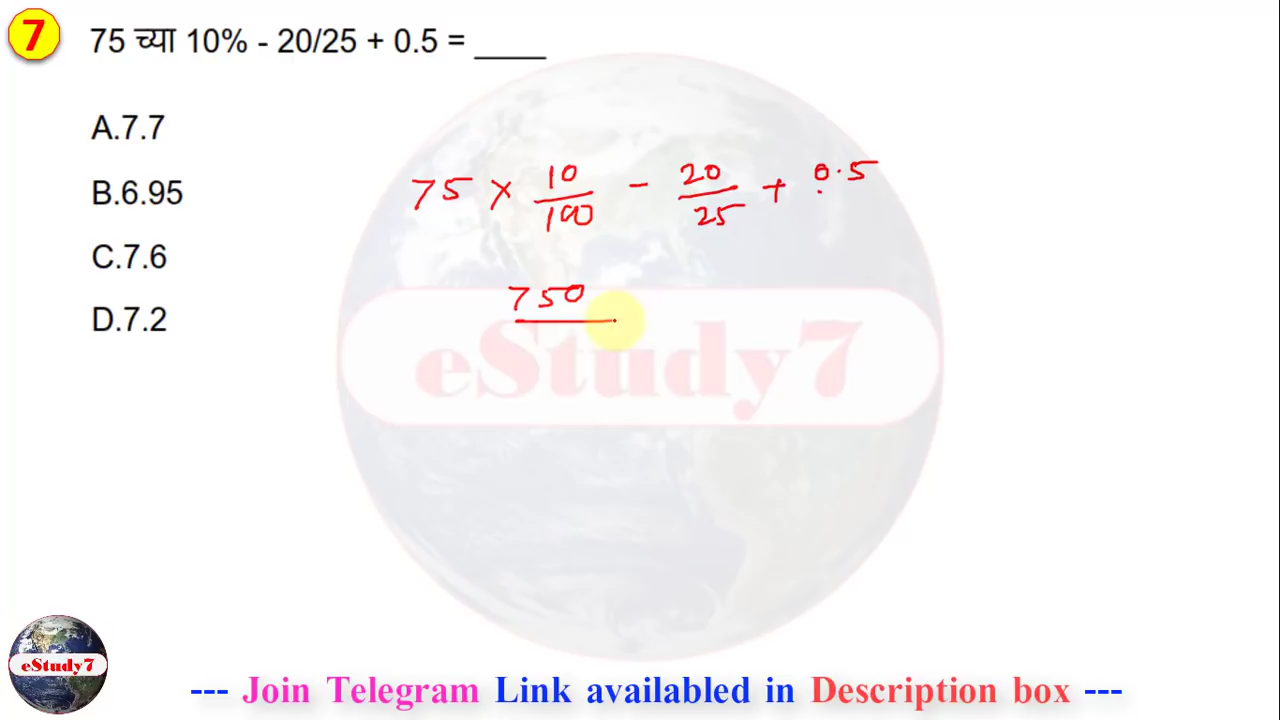 7
75 च्या 10% - 20/25 + 0.5 = ____
A.7.7
B.6.95
C.7.6
D.7.2
75 × 10/100 - 20/25 + 0.5
750
eStudy7
eStudy7
--- Join Telegram Link availabled in Description box ---